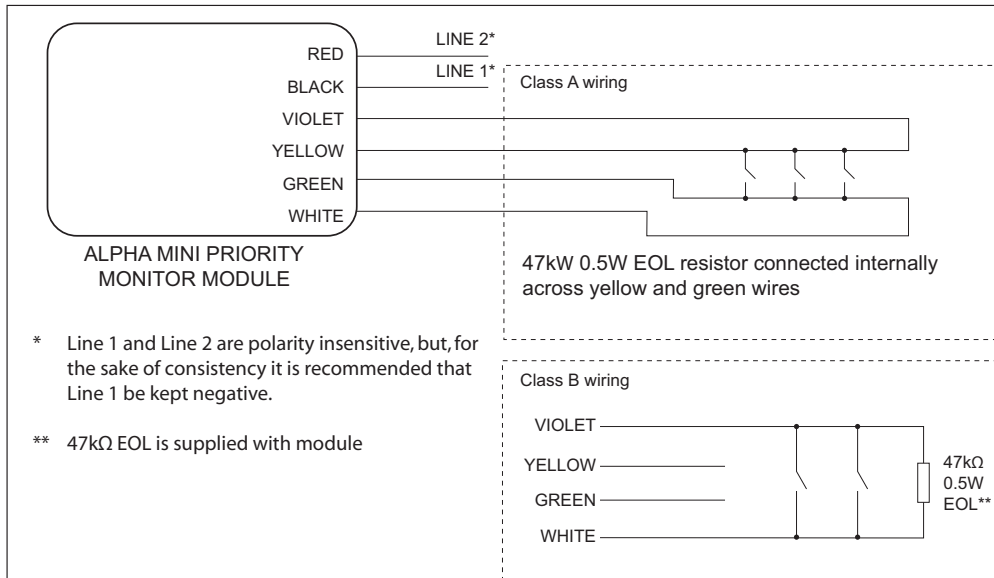 RED
BLACK
VIOLET
YELLOW
GREEN
WHITE
LINE 2*
LINE 1*
ALPHA MINI PRIORITY
MONITOR MODULE
Class A wiring
47kW 0.5W EOL resistor connected internally
across yellow and green wires
* Line 1 and Line 2 are polarity insensitive, but, for
the sake of consistency it is recommended that
Line 1 be kept negative.
** 47kΩ EOL is supplied with module
Class B wiring
VIOLET
YELLOW
GREEN
WHITE
47kΩ
0.5W
EOL**